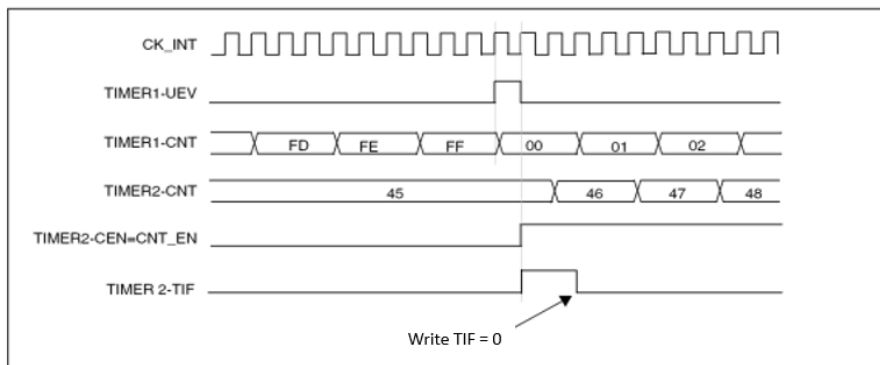 CK_INT
TIMER1-UEV
TIMER1-CNT FD FE FF 00 01 02
TIMER2-CNT 45 46 47 48
TIMER2-CEN=CNT_EN
TIMER 2-TIF
Write TIF = 0